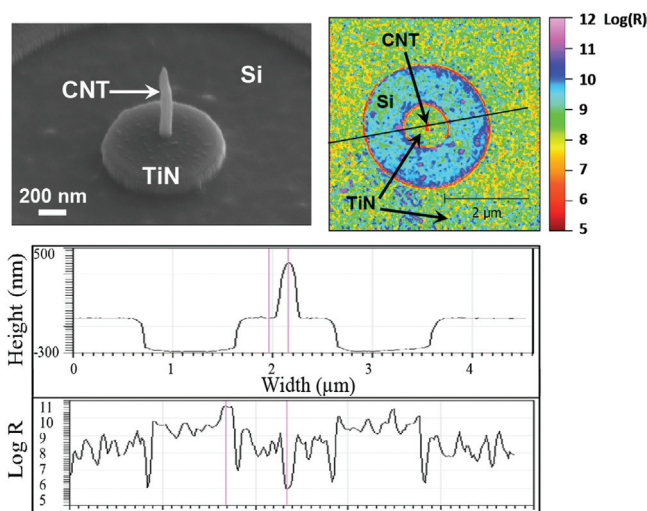 CNT
Si
TiN
200 nm
CNT
Si
TiN
2 µm
12 Log(R)
11
10
9
8
7
6
5
500
Height (nm)
-300
0 1 2 3 4
Width (µm)
11
10
9
8
7
6
5
Log R